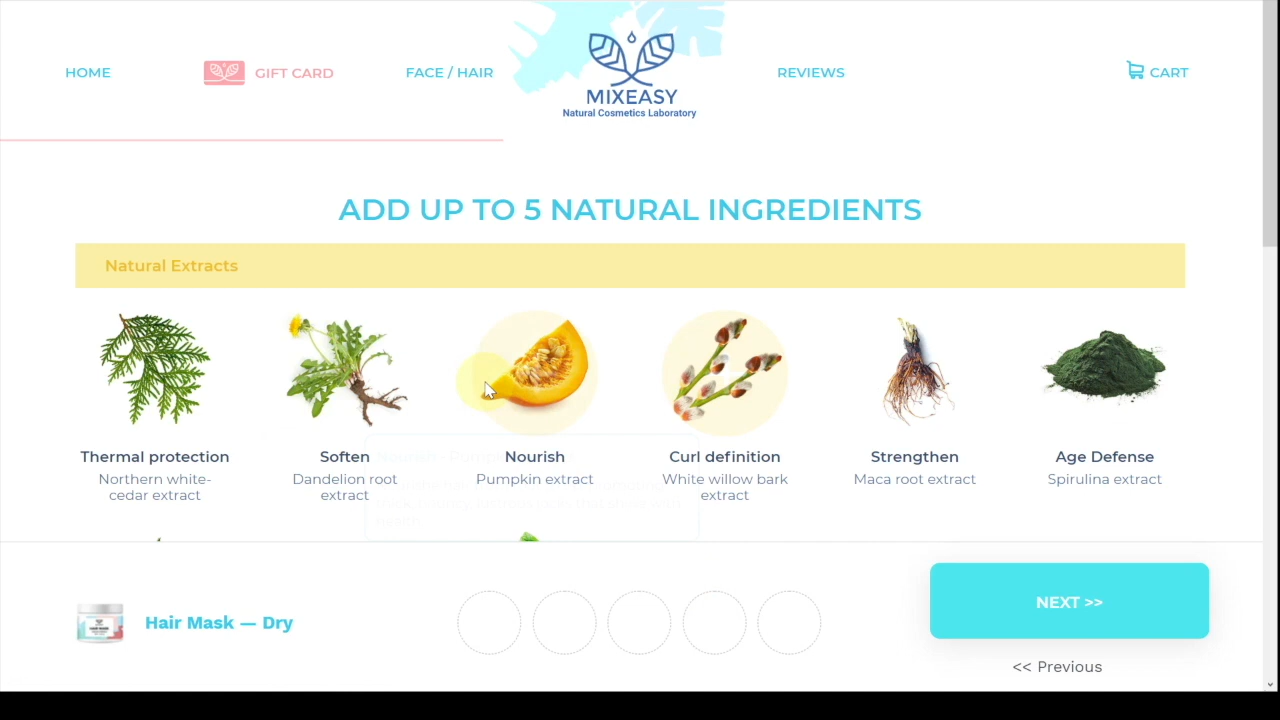 HOME
GIFT CARD
FACE / HAIR
MIXEASY
Natural Cosmetics Laboratory
REVIEWS
CART
ADD UP TO 5 NATURAL INGREDIENTS
Natural Extracts
Thermal protection
Northern white-
cedar extract
Soften
Dandelion root
extract
Nourish
Pumpkin extract
Curl definition
White willow bark
extract
Strengthen
Maca root extract
Age Defense
Spirulina extract
Hair Mask — Dry
NEXT >>
<< Previous